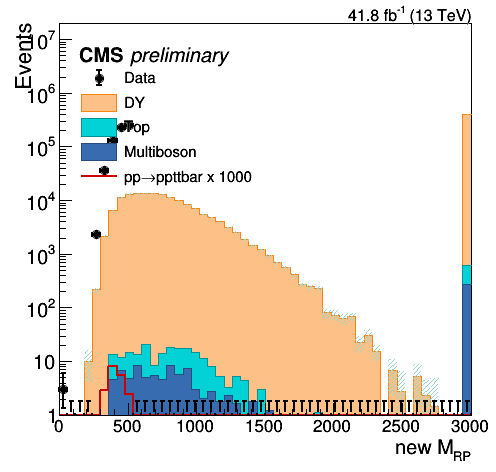 41.8 fb⁻¹ (13 TeV)
Events
CMS preliminary
Data
DY
Top
Multiboson
pp→ppttbar x 1000
10⁷
10⁶
10⁵
10⁴
10³
10²
10
1
0 500 1000 1500 2000 2500 3000
new M_RP